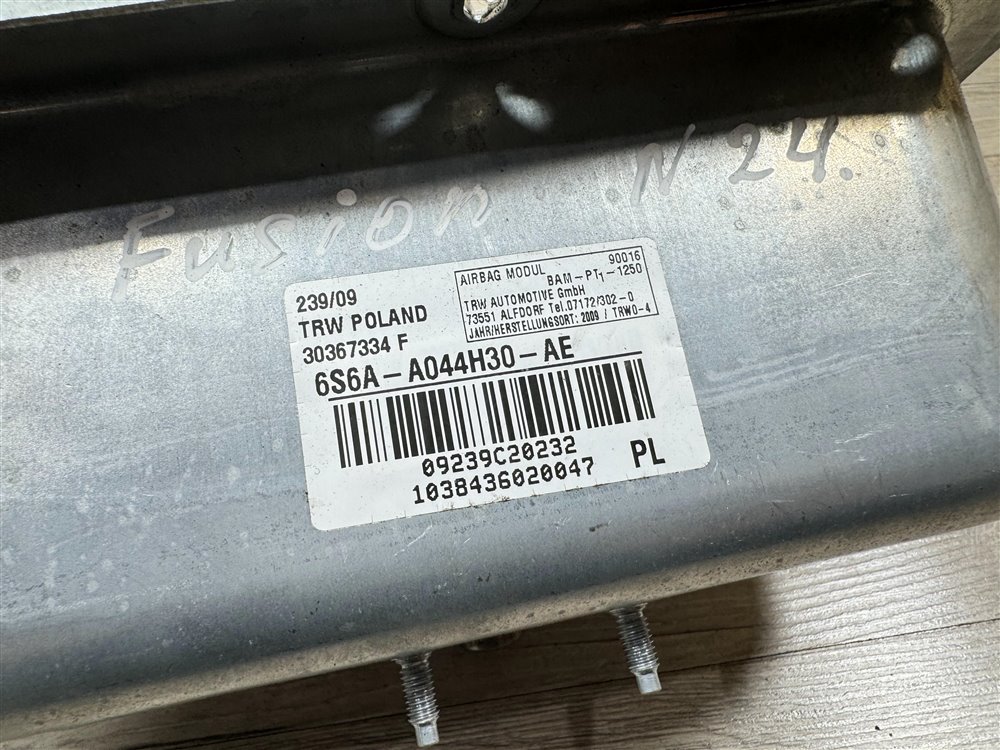 Fusion N 24.
239/09
TRW POLAND
30367334 F
AIRBAG MODUL 90016
BAM-PT1-1250
TRW AUTOMOTIVE GmbH
73551 ALFDORF Tel.07172/302-0
JAHR/HERSTELLUNGSORT: 2009 / TRWO-4
6S6A-A044H30-AE
09239C20232
1038436020047
PL